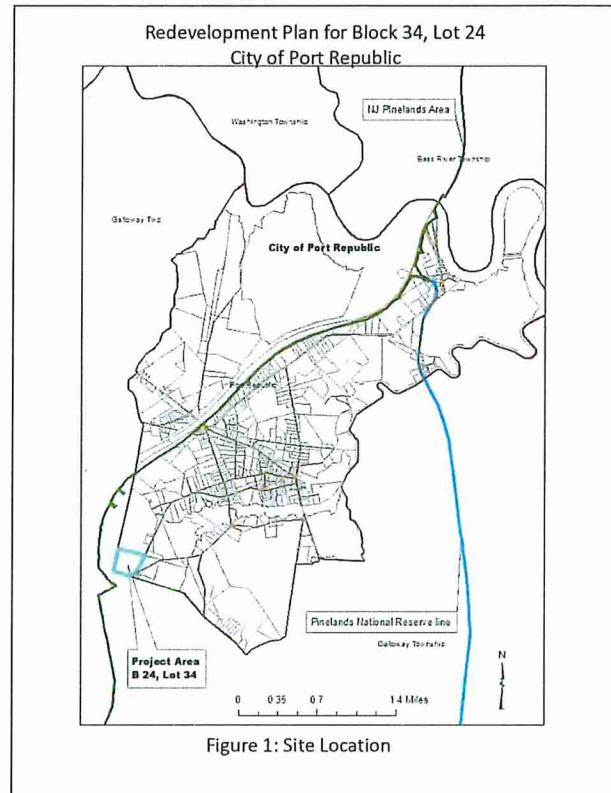 Redevelopment Plan for Block 34, Lot 24
City of Port Republic
NJ Pinelands Area
Washington Township
Bass River Township
Galloway Twp
City of Port Republic
Port Republic
Pinelands National Reserve line
Galloway Township
N
Project Area
B 24, Lot 34
0 0.35 0.7 1.4 Miles
Figure 1: Site Location